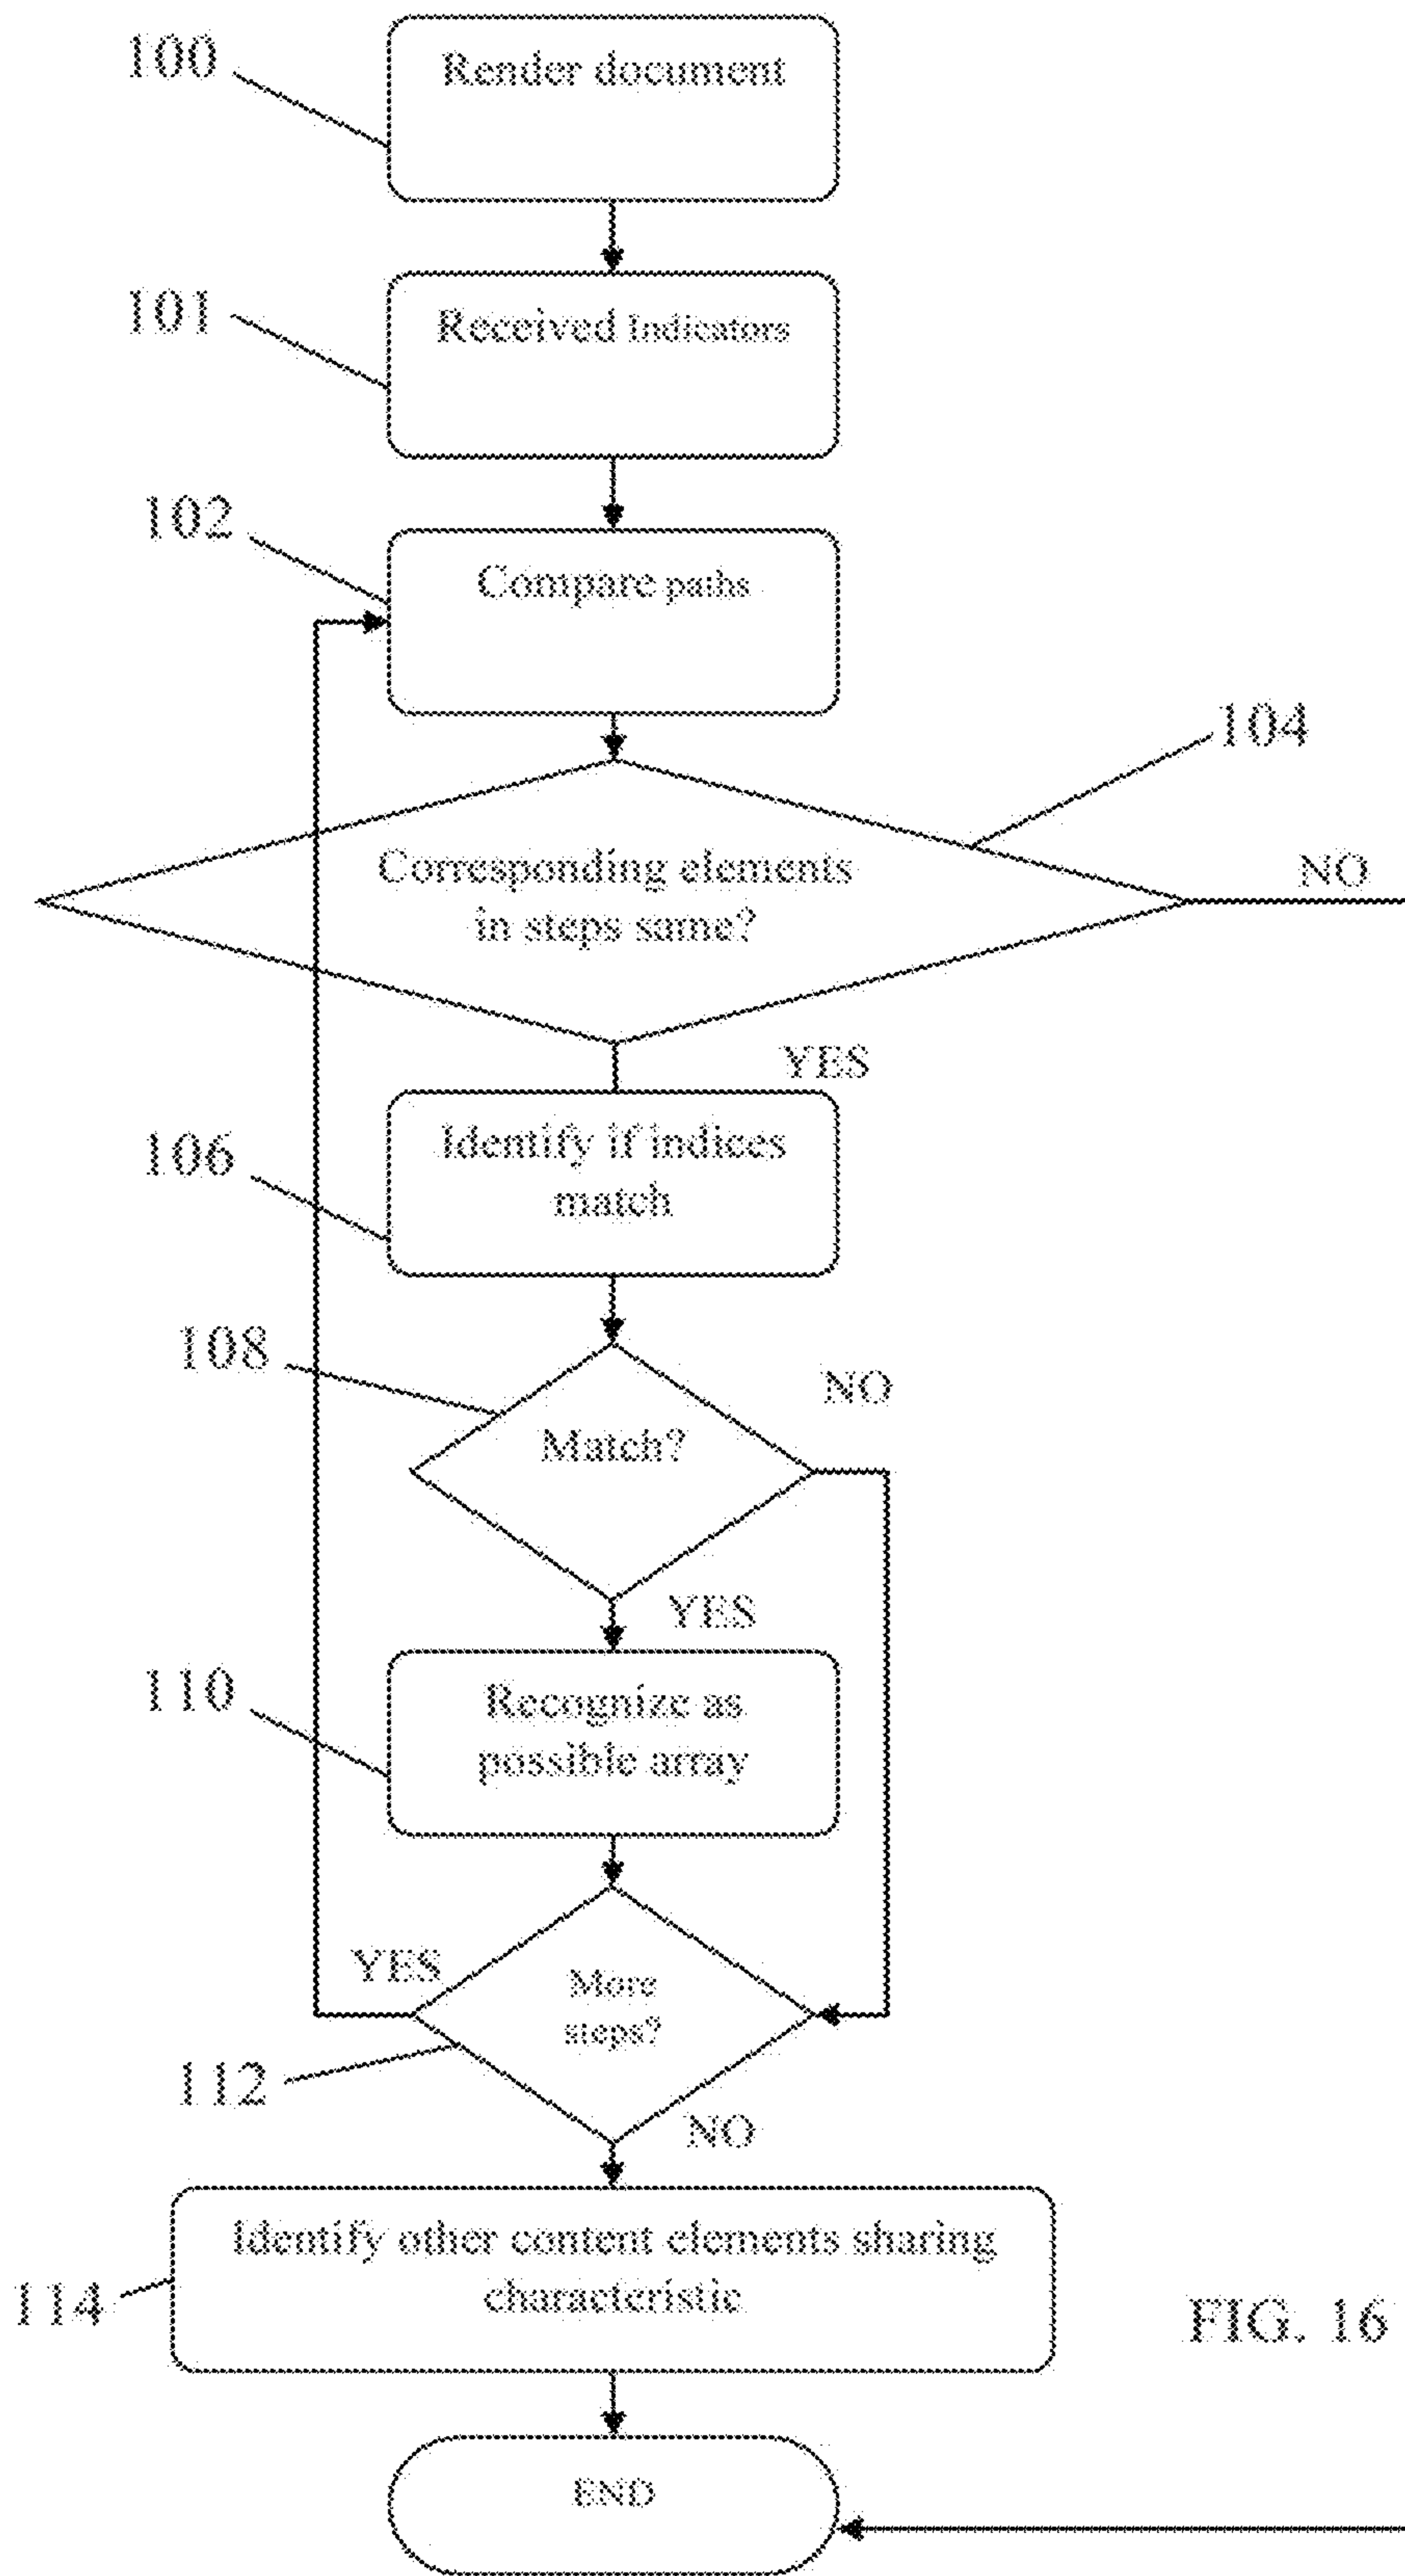 100
Render document
101
Received Indicators
102
Compare paths
104
Corresponding elements
in steps same?
NO
YES
106
Identify if indices
match
108
Match?
NO
YES
110
Recognize as
possible array
YES
More
steps?
112
NO
Identify other content elements sharing
characteristic
114
FIG. 16
END